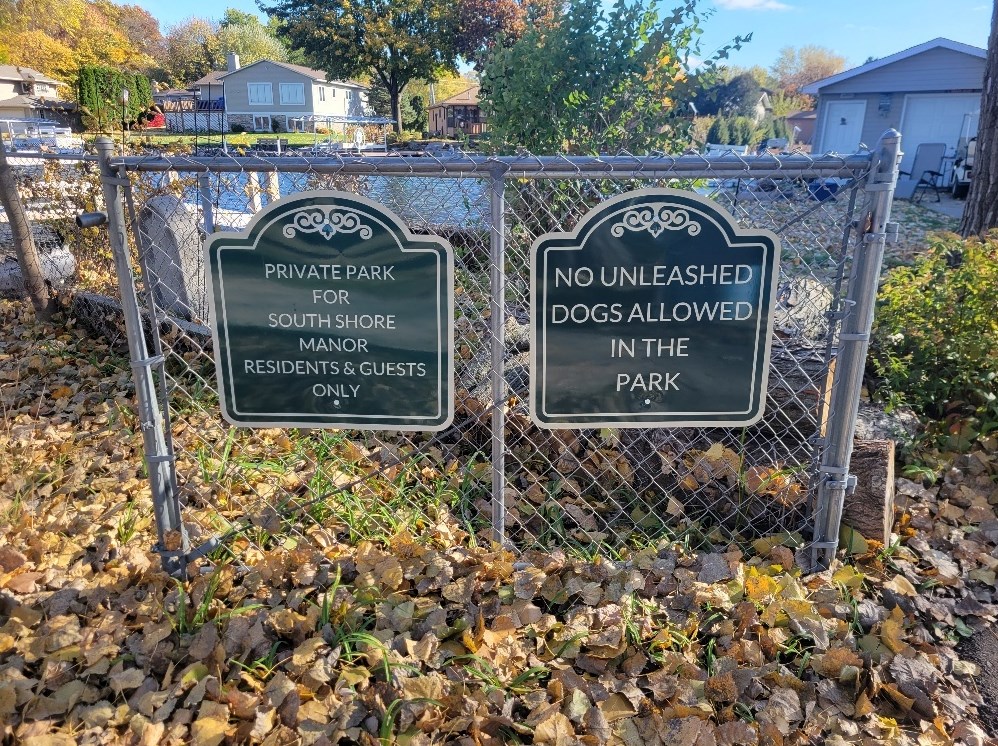 PRIVATE PARK
FOR
SOUTH SHORE
MANOR
RESIDENTS & GUESTS
ONLY
NO UNLEASHED
DOGS ALLOWED
IN THE
PARK